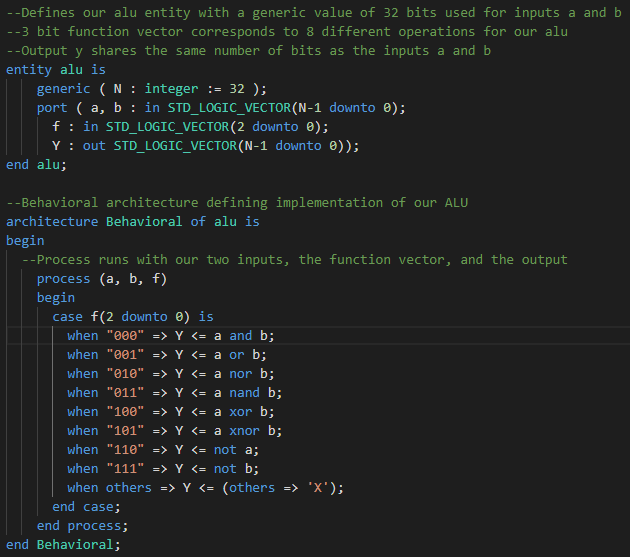 --Defines our alu entity with a generic value of 32 bits used for inputs a and b
--3 bit function vector corresponds to 8 different operations for our alu
--Output y shares the same number of bits as the inputs a and b
entity alu is
    generic ( N : integer := 32 );
    port ( a, b : in STD_LOGIC_VECTOR(N-1 downto 0);
      f : in STD_LOGIC_VECTOR(2 downto 0);
      Y : out STD_LOGIC_VECTOR(N-1 downto 0));
end alu;

--Behavioral architecture defining implementation of our ALU
architecture Behavioral of alu is
begin
  --Process runs with our two inputs, the function vector, and the output
    process (a, b, f)
    begin
      case f(2 downto 0) is
        when "000" => Y <= a and b;
        when "001" => Y <= a or b;
        when "010" => Y <= a nor b;
        when "011" => Y <= a nand b;
        when "100" => Y <= a xor b;
        when "101" => Y <= a xnor b;
        when "110" => Y <= not a;
        when "111" => Y <= not b;
        when others => Y <= (others => 'X');
      end case;
    end process;
end Behavioral;